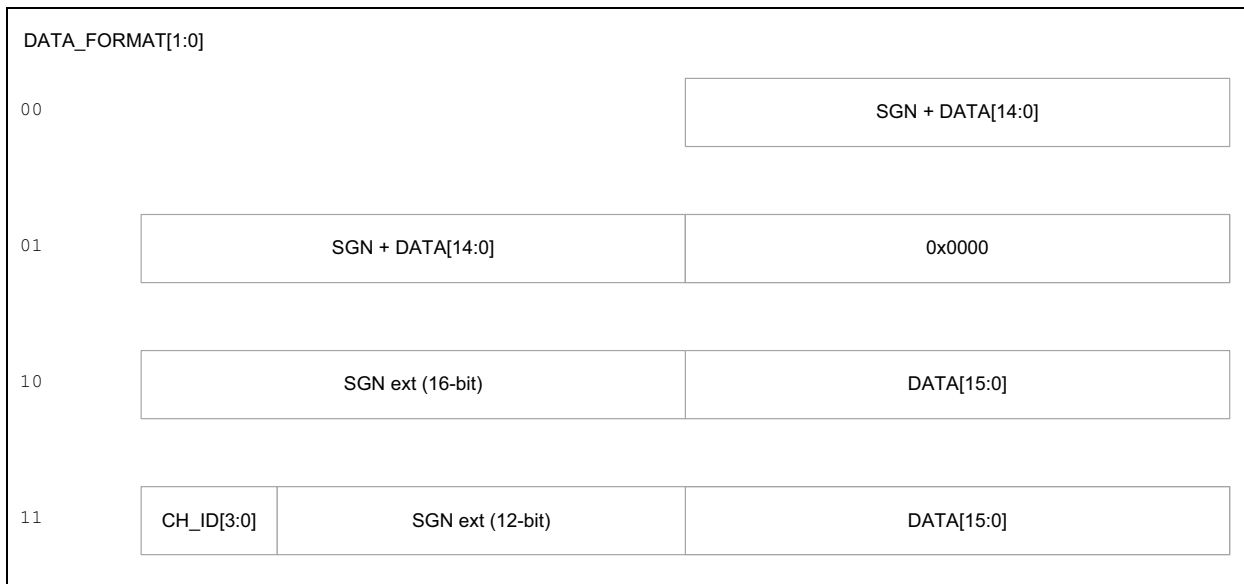 DATA_FORMAT[1:0]
00 SGN + DATA[14:0]
01 SGN + DATA[14:0] 0x0000
10 SGN ext (16-bit) DATA[15:0]
11 CH_ID[3:0] SGN ext (12-bit) DATA[15:0]